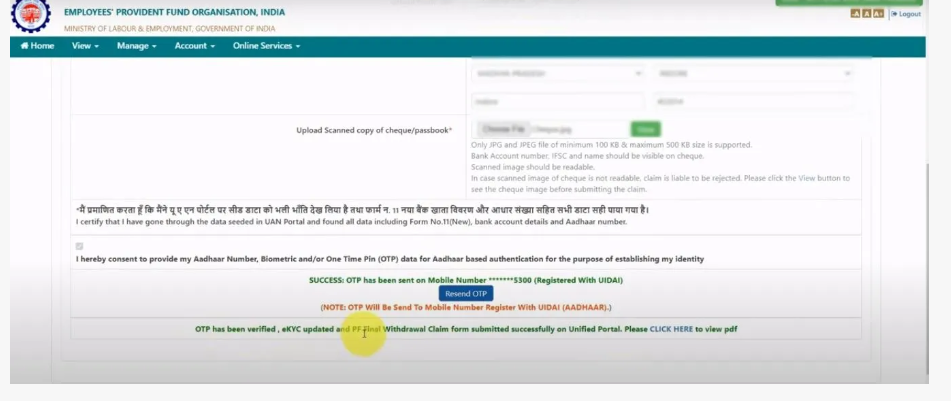 EMPLOYEES' PROVIDENT FUND ORGANISATION, INDIA
MINISTRY OF LABOUR & EMPLOYMENT, GOVERNMENT OF INDIA
A A A+ Logout
Home View Manage Account Online Services
Upload Scanned copy of cheque/passbook*
Choose File Cheque.jpg
Only JPG and JPEG file of minimum 100 KB & maximum 500 KB size is supported.
Bank Account number, IFSC and name should be visible on cheque.
Scanned image should be readable.
In case scanned image of cheque is not readable, claim is liable to be rejected. Please click the View button to
see the cheque image before submitting the claim.
*मैं प्रमाणित करता हूँ कि मैंने यू ए एन पोर्टल पर सीड डाटा को भली भाँति देख लिया है तथा फार्म न. 11 नया बैंक खाता विवरण और आधार संख्या सहित सभी डाटा सही पाया गया है।
I certify that I have gone through the data seeded in UAN Portal and found all data including Form No.11(New), bank account details and Aadhaar number.
I hereby consent to provide my Aadhaar Number, Biometric and/or One Time Pin (OTP) data for Aadhaar based authentication for the purpose of establishing my identity
SUCCESS: OTP has been sent on Mobile Number *******5300 (Registered With UIDAI)
Resend OTP
(NOTE: OTP Will Be Send To Mobile Number Register With UIDAI (AADHAAR).)
OTP has been verified , eKYC updated and PF Final Withdrawal Claim form submitted successfully on Unified Portal. Please CLICK HERE to view pdf